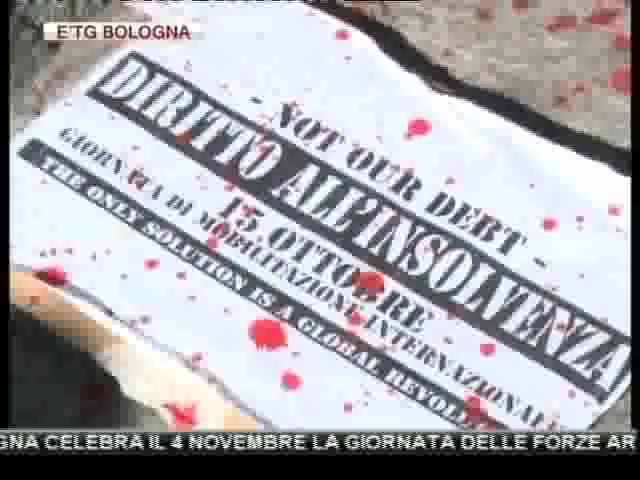 E'TG BOLOGNA
- NOT OUR DEBT -
DIRITTO ALL'INSOLVENZA
15 OTTOBRE
GIORNATA DI MOBILITAZIONE INTERNAZIONALE
THE ONLY SOLUTION IS A GLOBAL
GNA CELEBRA IL 4 NOVEMBRE LA GIORNATA DELLE FORZE AR